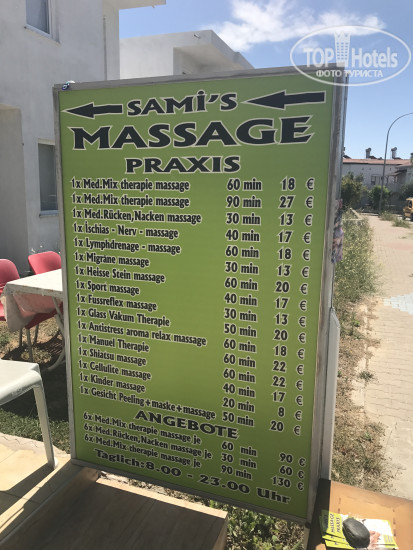 TOPHotels
ФОТО ТУРИСТА
SAMİ'S
MASSAGE
PRAXIS
1x Med.Mix therapie massage 60 min 18 €
1x Med.Mix therapie massage 90 min 27 €
1x Med.Rücken,Nacken massage 30 min 13 €
1x İschias - Nerv - massage 40 min 17 €
1x Lymphdrenage - massage 60 min 18 €
1x Migräne massage 30 min 13 €
1x Heisse Stein massage 60 min 20 €
1x Sport massage 40 min 17 €
1x Fussreflex massage 30 min 13 €
1x Glass Vakum Therapie 50 min 20 €
1x Antistress aroma relax massage 60 min 18 €
1x Manuel Therapie 60 min 22 €
1x Shiatsu massage 60 min 22 €
1x Cellulite massage 40 min 17 €
1x Kinder massage 20 min 8 €
1x Gesicht Peeling+maske+massage 50 min 20 €
ANGEBOTE
6x Med.Mix therapie massage je 60 min 90 €
6x Med.Rücken,Nacken massage je 30 min 60 €
6x Med.Mix therapie massage je 90 min 130 €
Täglich:8.00 - 23.00 Uhr
MASSAGE
PRAXIS